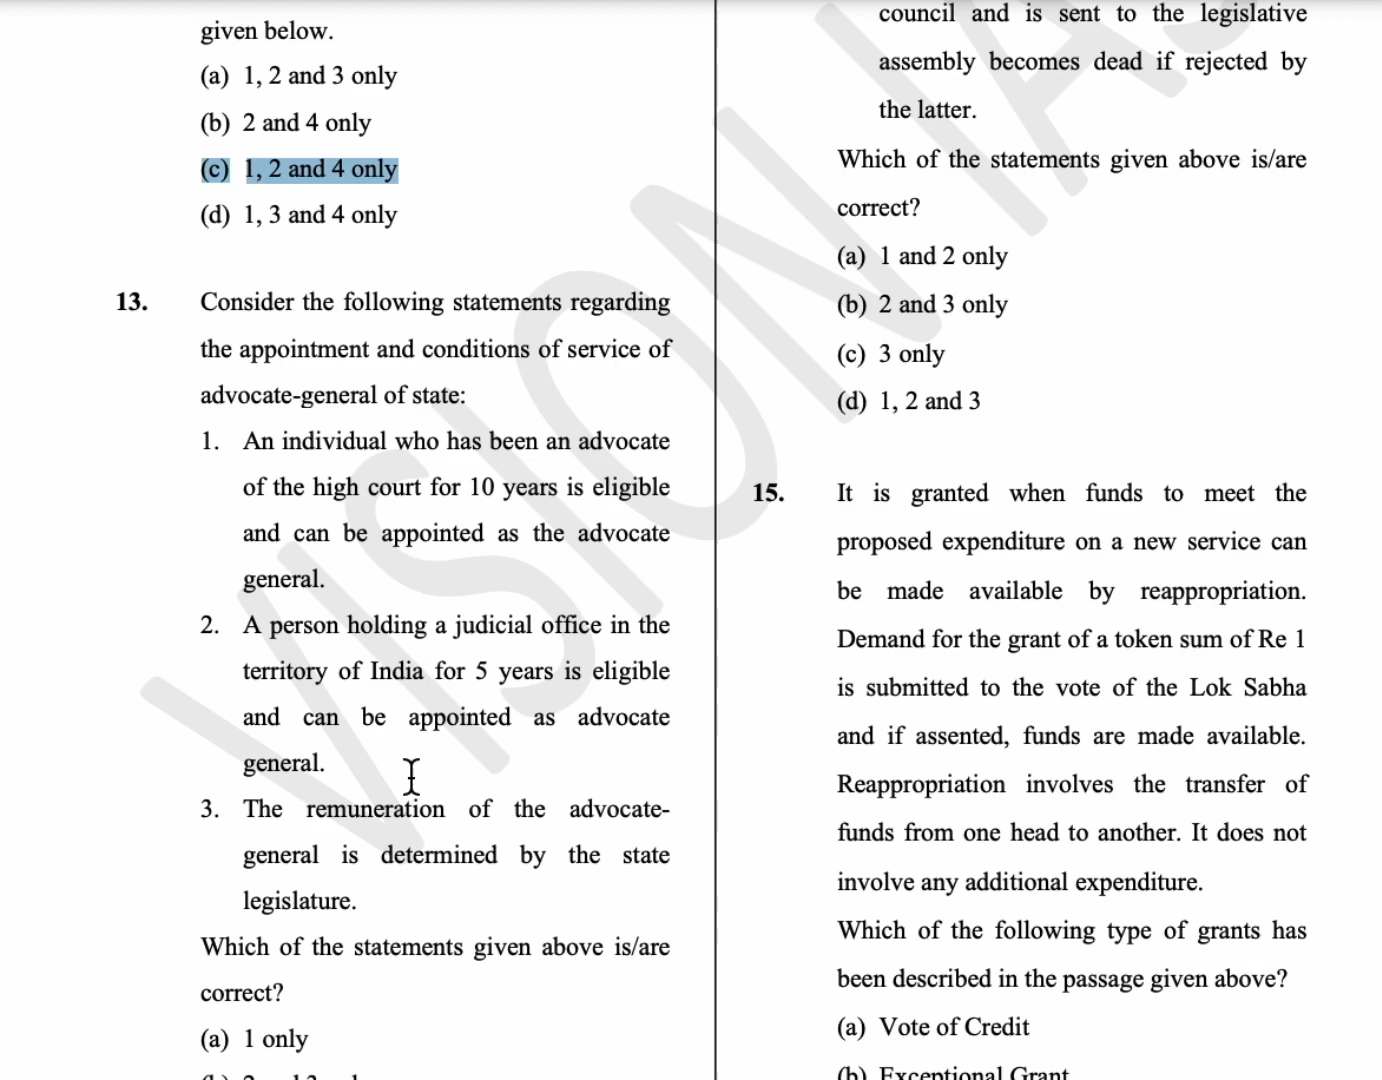 given below.
(a) 1, 2 and 3 only
(b) 2 and 4 only
(c) 1, 2 and 4 only
(d) 1, 3 and 4 only
13. Consider the following statements regarding
the appointment and conditions of service of
advocate-general of state:
1. An individual who has been an advocate
of the high court for 10 years is eligible
and can be appointed as the advocate
general.
2. A person holding a judicial office in the
territory of India for 5 years is eligible
and can be appointed as advocate
general.
3. The remuneration of the advocate-
general is determined by the state
legislature.
Which of the statements given above is/are
correct?
(a) 1 only
council and is sent to the legislative
assembly becomes dead if rejected by
the latter.
Which of the statements given above is/are
correct?
(a) 1 and 2 only
(b) 2 and 3 only
(c) 3 only
(d) 1, 2 and 3
15. It is granted when funds to meet the
proposed expenditure on a new service can
be made available by reappropriation.
Demand for the grant of a token sum of Re 1
is submitted to the vote of the Lok Sabha
and if assented, funds are made available.
Reappropriation involves the transfer of
funds from one head to another. It does not
involve any additional expenditure.
Which of the following type of grants has
been described in the passage given above?
(a) Vote of Credit
(b) Exceptional Grant
VISION IAS